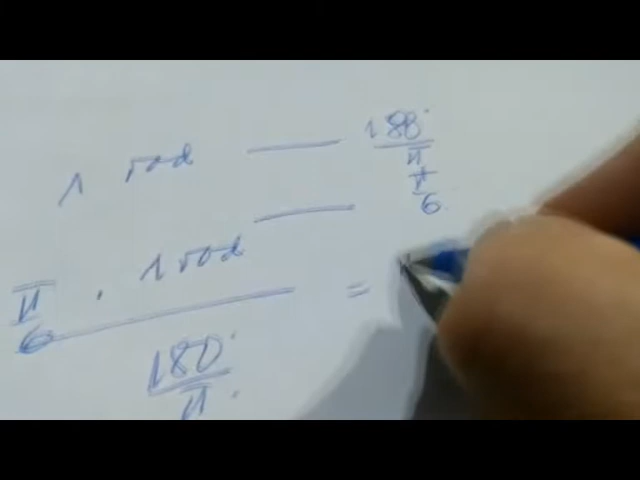 1 rad — 180°/π
— π/6
π/6 · 1 rad / 180°/π =